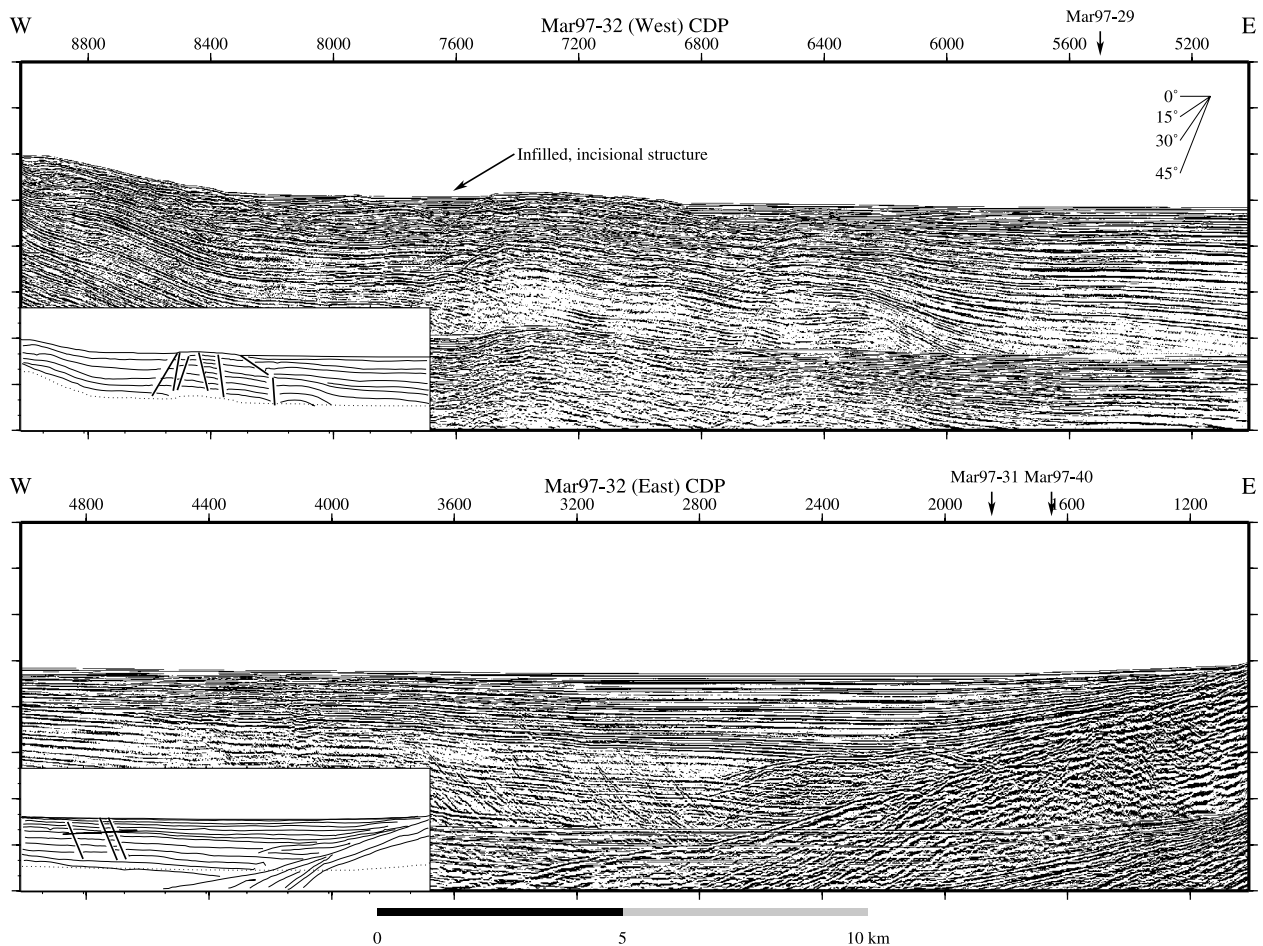 W Mar97-32 (West) CDP Mar97-29 E
8800 8400 8000 7600 7200 6800 6400 6000 5600 5200
0°
15°
30°
45°
Infilled, incisional structure
W Mar97-32 (East) CDP Mar97-31 Mar97-40 E
4800 4400 4000 3600 3200 2800 2400 2000 1600 1200
0 5 10 km